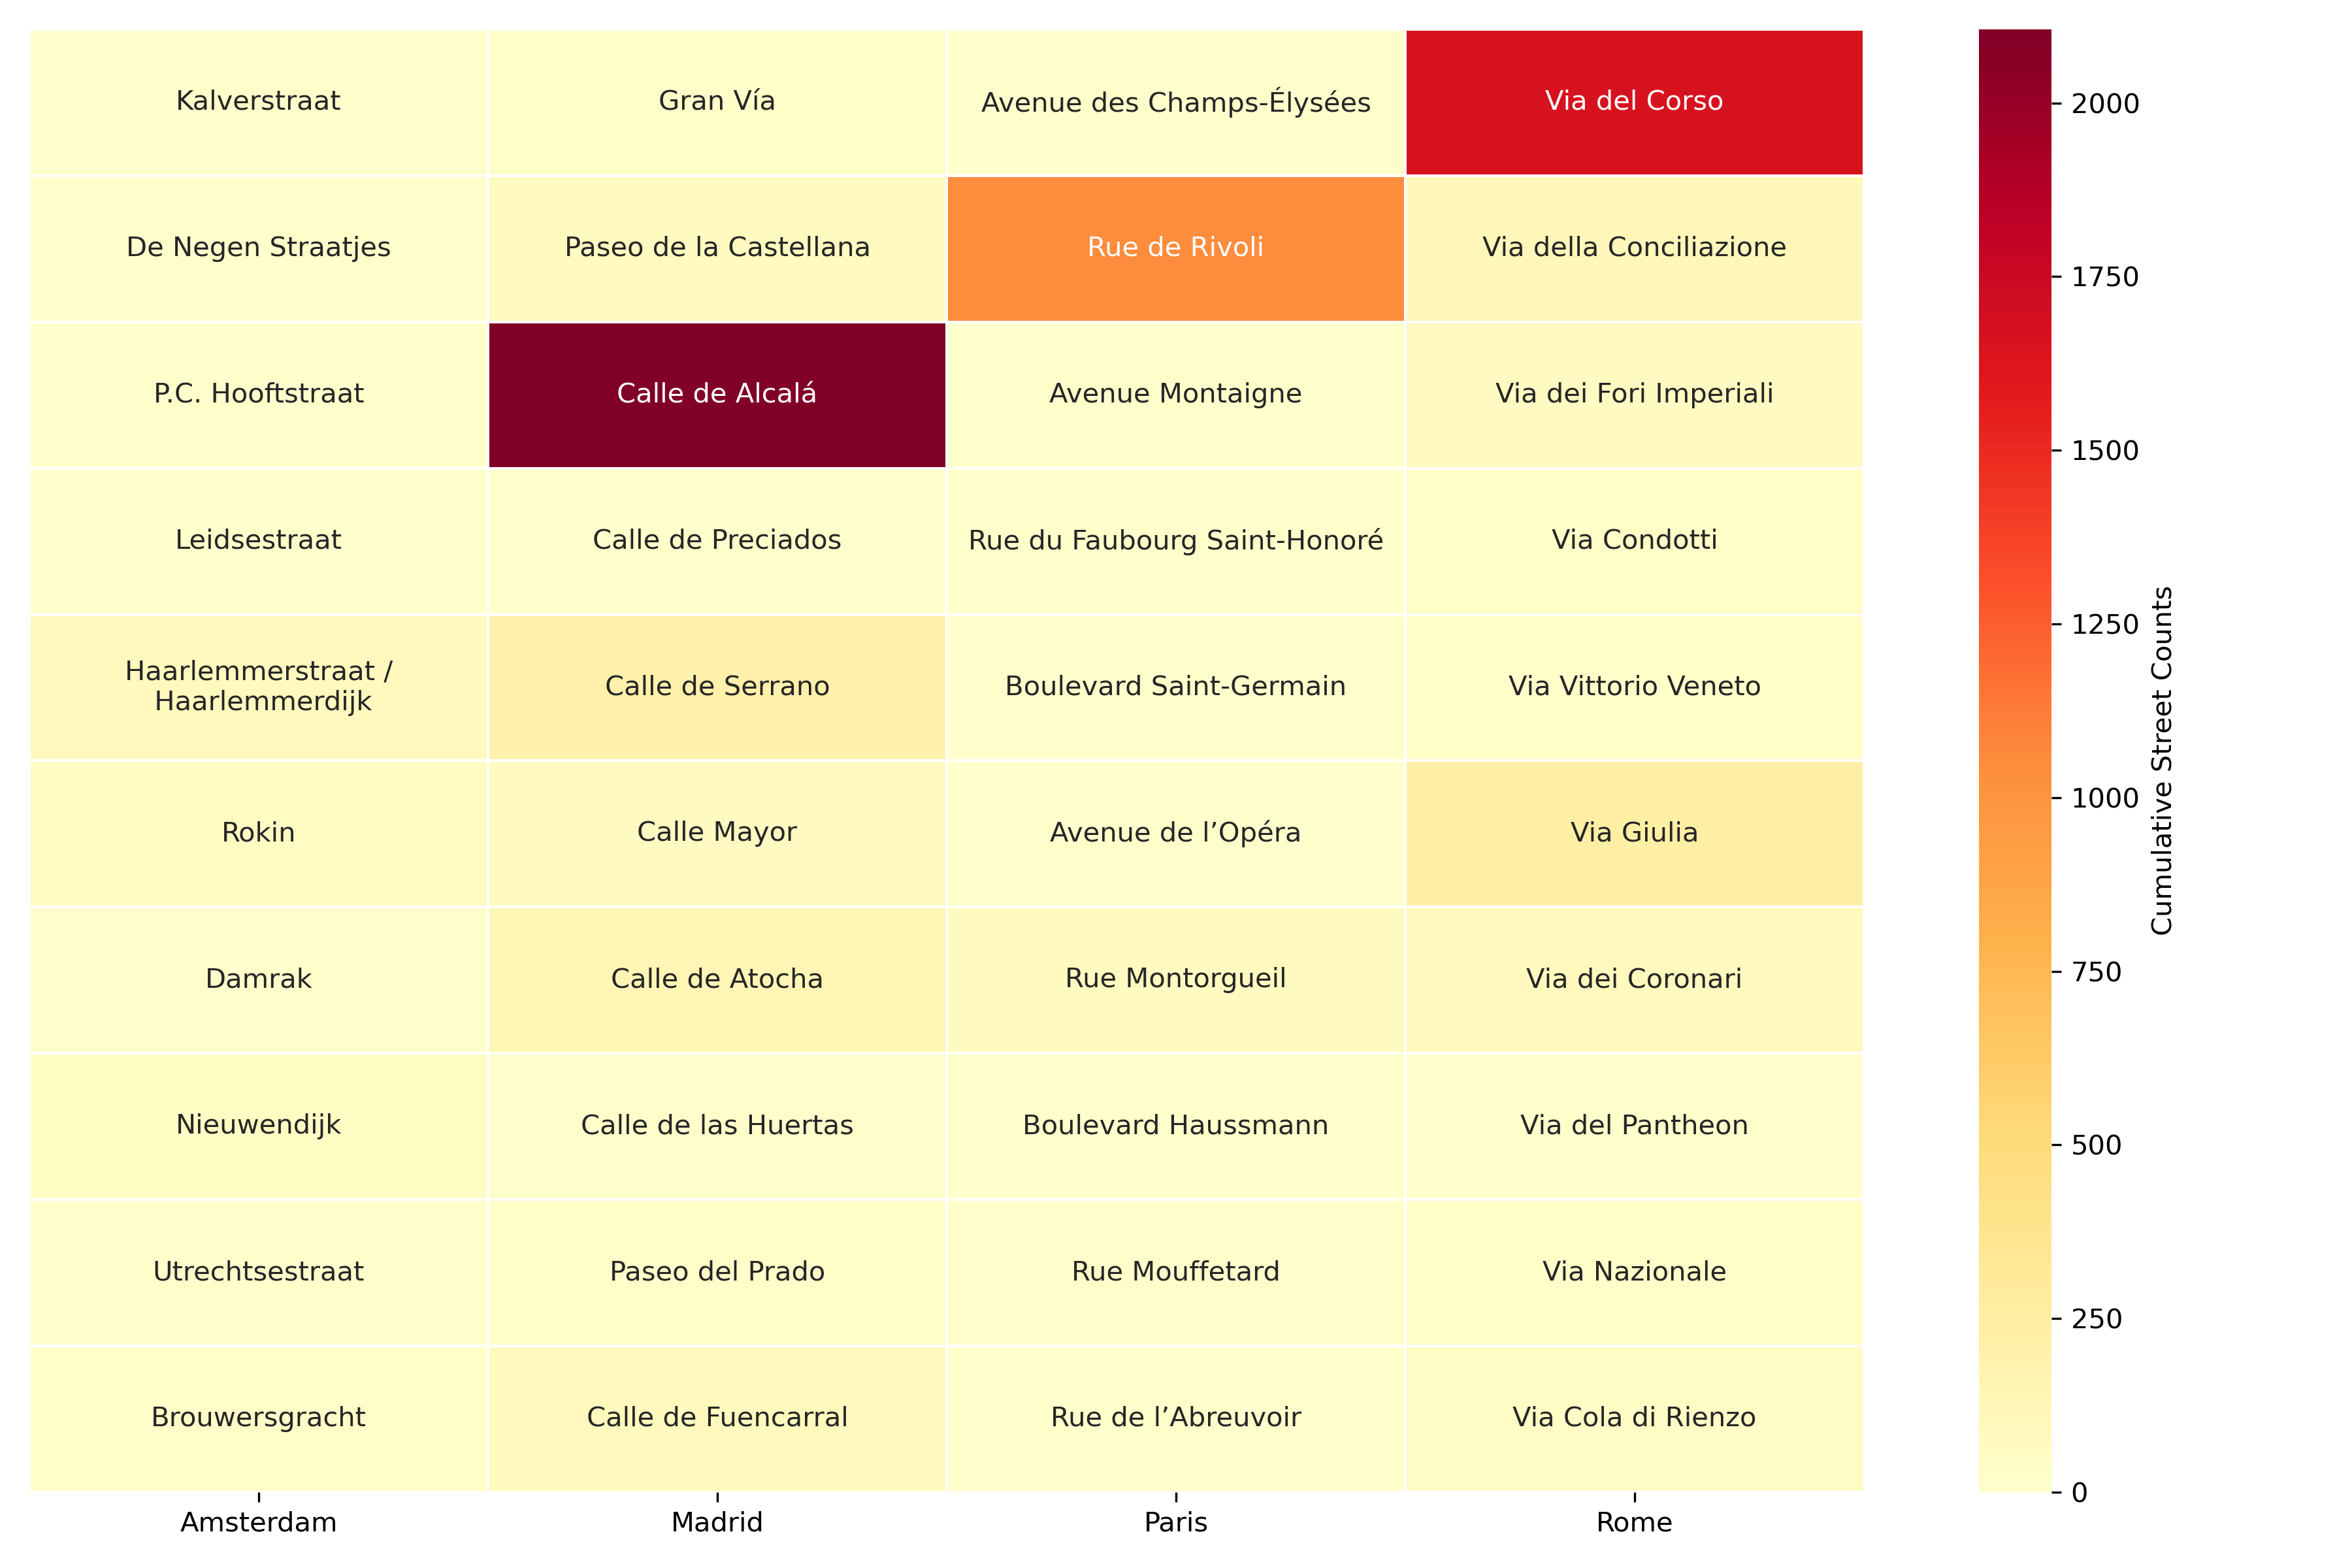 Kalverstraat
Gran Vía
Avenue des Champs-Élysées
Via del Corso
De Negen Straatjes
Paseo de la Castellana
Rue de Rivoli
Via della Conciliazione
P.C. Hooftstraat
Calle de Alcalá
Avenue Montaigne
Via dei Fori Imperiali
Leidsestraat
Calle de Preciados
Rue du Faubourg Saint-Honoré
Via Condotti
Haarlemmerstraat /
Haarlemmerdijk
Calle de Serrano
Boulevard Saint-Germain
Via Vittorio Veneto
Rokin
Calle Mayor
Avenue de l’Opéra
Via Giulia
Damrak
Calle de Atocha
Rue Montorgueil
Via dei Coronari
Nieuwendijk
Calle de las Huertas
Boulevard Haussmann
Via del Pantheon
Utrechtsestraat
Paseo del Prado
Rue Mouffetard
Via Nazionale
Brouwersgracht
Calle de Fuencarral
Rue de l’Abreuvoir
Via Cola di Rienzo
Amsterdam
Madrid
Paris
Rome
2000
1750
1500
1250
1000
750
500
250
0
Cumulative Street Counts